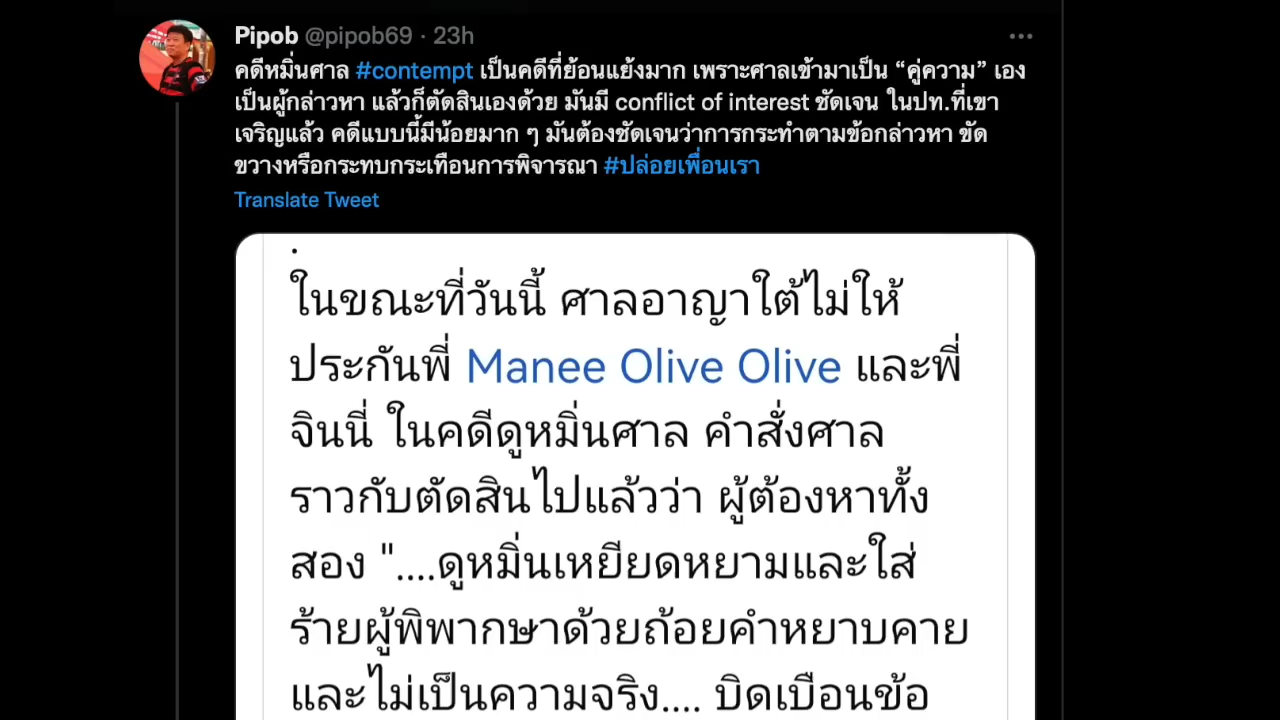 Pipob @pipob69 · 23h
คดีหมิ่นศาล #contempt เป็นคดีที่ย้อนแย้งมาก เพราะศาลเข้ามาเป็น “คู่ความ” เอง
เป็นผู้กล่าวหา แล้วก็ตัดสินเองด้วย มันมี conflict of interest ชัดเจน ในปท.ที่เขา
เจริญแล้ว คดีแบบนี้มีน้อยมาก ๆ มันต้องชัดเจนว่าการกระทำตามข้อกล่าวหา ขัด
ขวางหรือกระทบกระเทือนการพิจารณา #ปล่อยเพื่อนเรา
Translate Tweet
.
ในขณะที่วันนี้ ศาลอาญาใต้ไม่ให้
ประกันพี่ Manee Olive Olive และพี่
จินนี่ ในคดีดูหมิ่นศาล คำสั่งศาล
ราวกับตัดสินไปแล้วว่า ผู้ต้องหาทั้ง
สอง "....ดูหมิ่นเหยียดหยามและใส่
ร้ายผู้พิพากษาด้วยถ้อยคำหยาบคาย
และไม่เป็นความจริง.... บิดเบือนข้อ